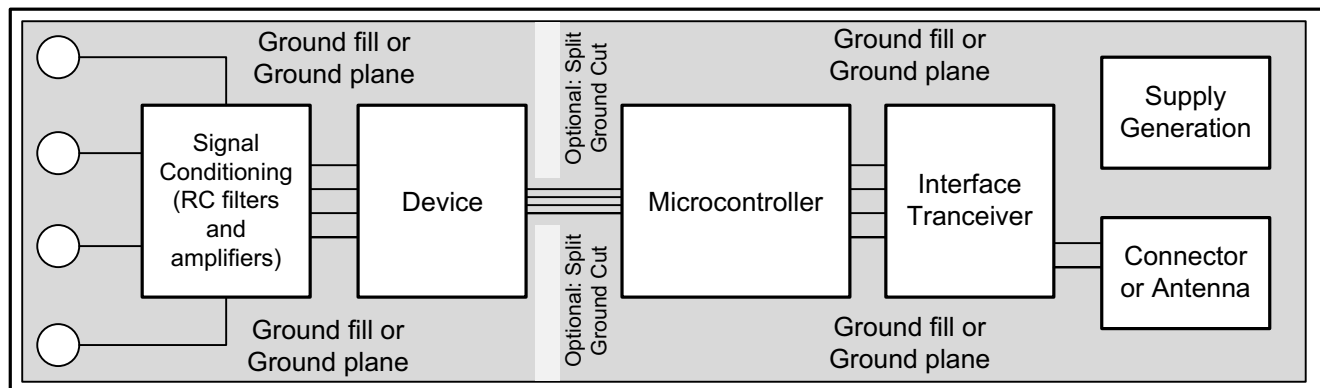 Ground fill or
Ground plane
Optional: Split
Ground Cut
Ground fill or
Ground plane
Supply
Generation
Signal
Conditioning
(RC filters
and
amplifiers)
Device
Microcontroller
Interface
Tranceiver
Connector
or Antenna
Ground fill or
Ground plane
Optional: Split
Ground Cut
Ground fill or
Ground plane